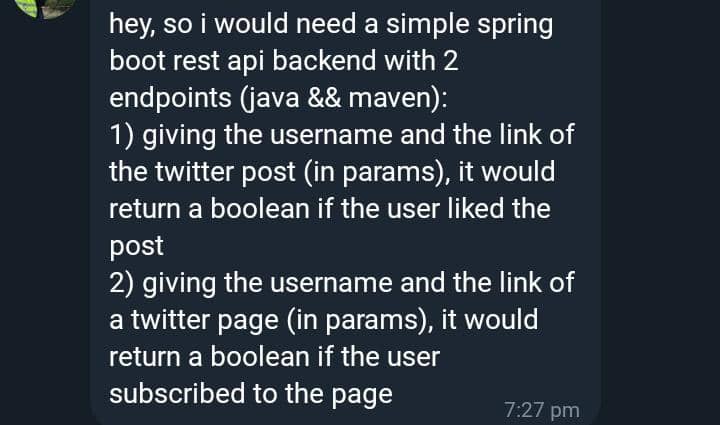 hey, so i would need a simple spring
boot rest api backend with 2
endpoints (java && maven):
1) giving the username and the link of
the twitter post (in params), it would
return a boolean if the user liked the
post
2) giving the username and the link of
a twitter page (in params), it would
return a boolean if the user
subscribed to the page
7:27 pm